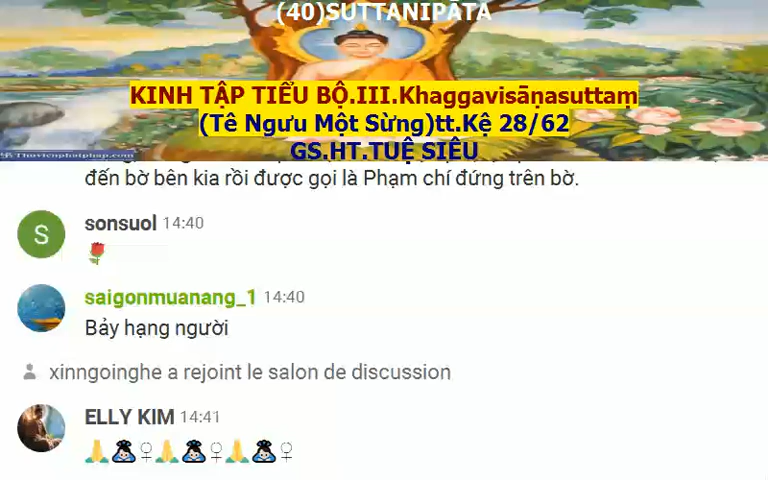 (40)SUTTANIPĀTA
KINH TẬP TIỂU BỘ.III.Khaggavisāṇasuttaṃ
(Tê Ngưu Một Sừng)tt.Kệ 28/62
Thuvienphatphap.com
GS.HT.TUỆ SIÊU
đến bờ bên kia rồi được gọi là Phạm chí đứng trên bờ.
S
sonsuol 14:40
saigonmuanang_1 14:40
Bảy hạng người
xinngoinghe a rejoint le salon de discussion
ELLY KIM 14:41
🙏🙇♀🙏🙇♀🙏🙇♀